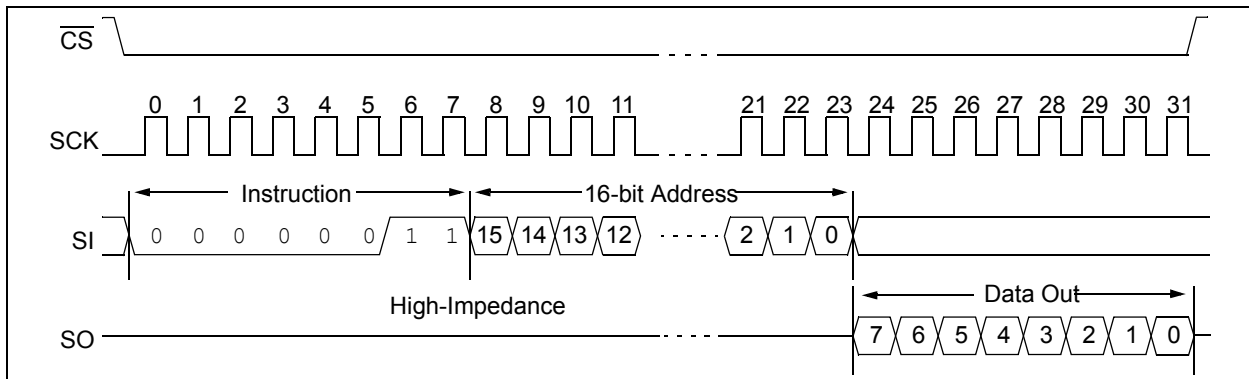 CS
0 1 2 3 4 5 6 7 8 9 10 11 21 22 23 24 25 26 27 28 29 30 31
SCK
Instruction 16-bit Address
SI 0 0 0 0 0 0 1 1 15 14 13 12 2 1 0
High-Impedance Data Out
SO 7 6 5 4 3 2 1 0